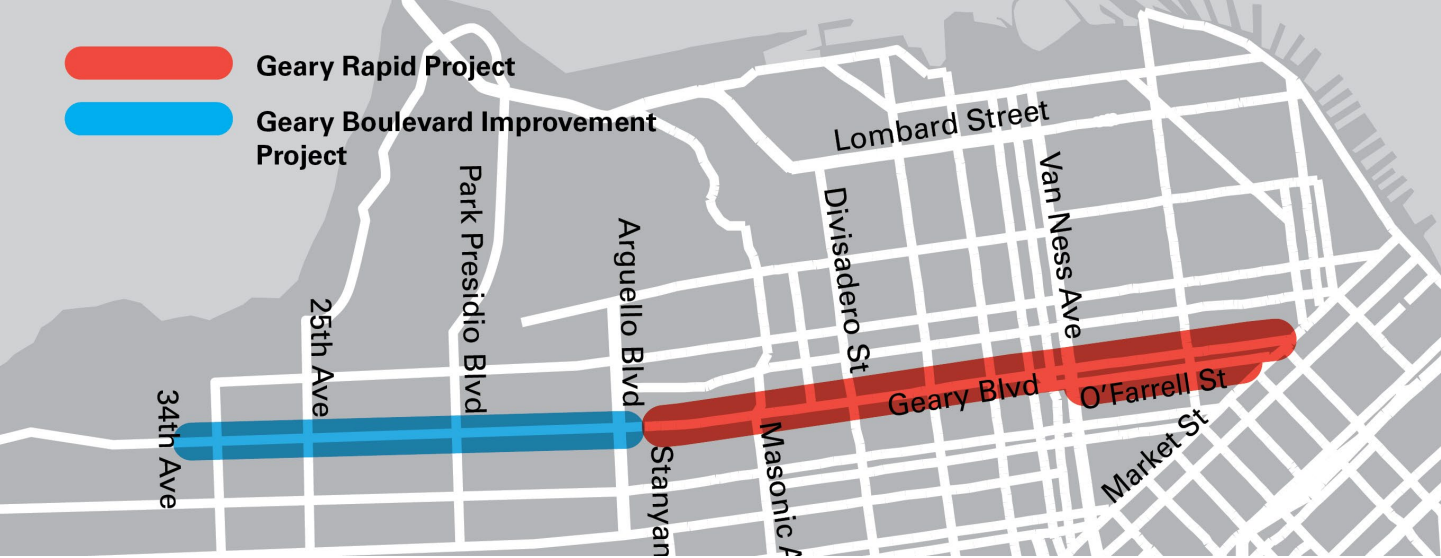 Geary Rapid Project
Geary Boulevard Improvement
Project
Lombard Street
Van Ness Ave
Park Presidio Blvd
Divisadero St
Arguello Blvd
25th Ave
34th Ave
Geary Blvd
O'Farrell St
Market St
Masonic A
Stanyan